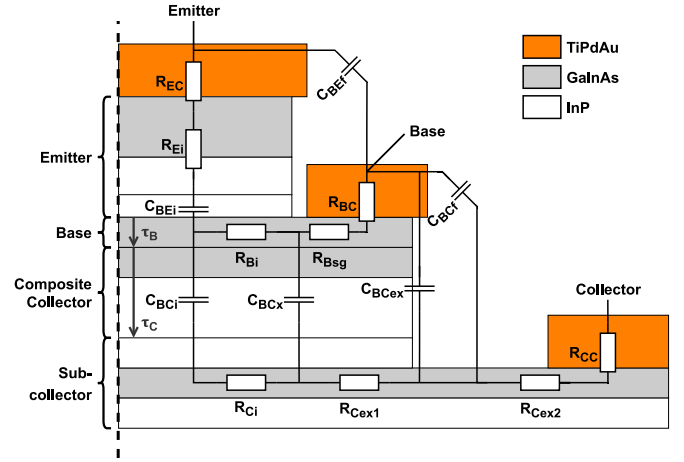 Emitter
TiPdAu
GaInAs
InP
R_EC
C_BEf
R_Ei
Base
Emitter
R_BC
C_BCf
C_BEi
Base
τ_B
R_Bi
R_Bsg
Composite
Collector
C_BCi
C_BCx
C_BCex
Collector
τ_C
R_CC
Sub-
collector
R_Ci
R_Cex1
R_Cex2